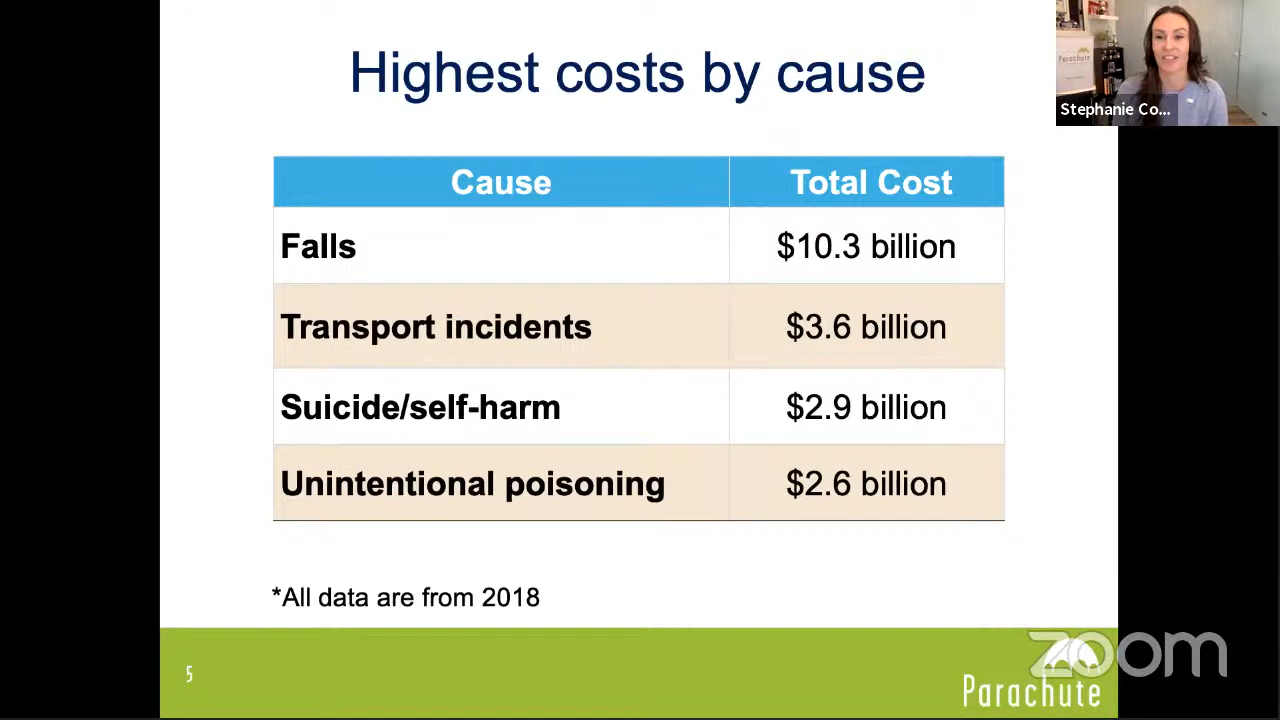 Highest costs by cause
Parachute
Stephanie Co...
Cause Total Cost
Falls $10.3 billion
Transport incidents $3.6 billion
Suicide/self-harm $2.9 billion
Unintentional poisoning $2.6 billion
*All data are from 2018
5
zoom
Parachute